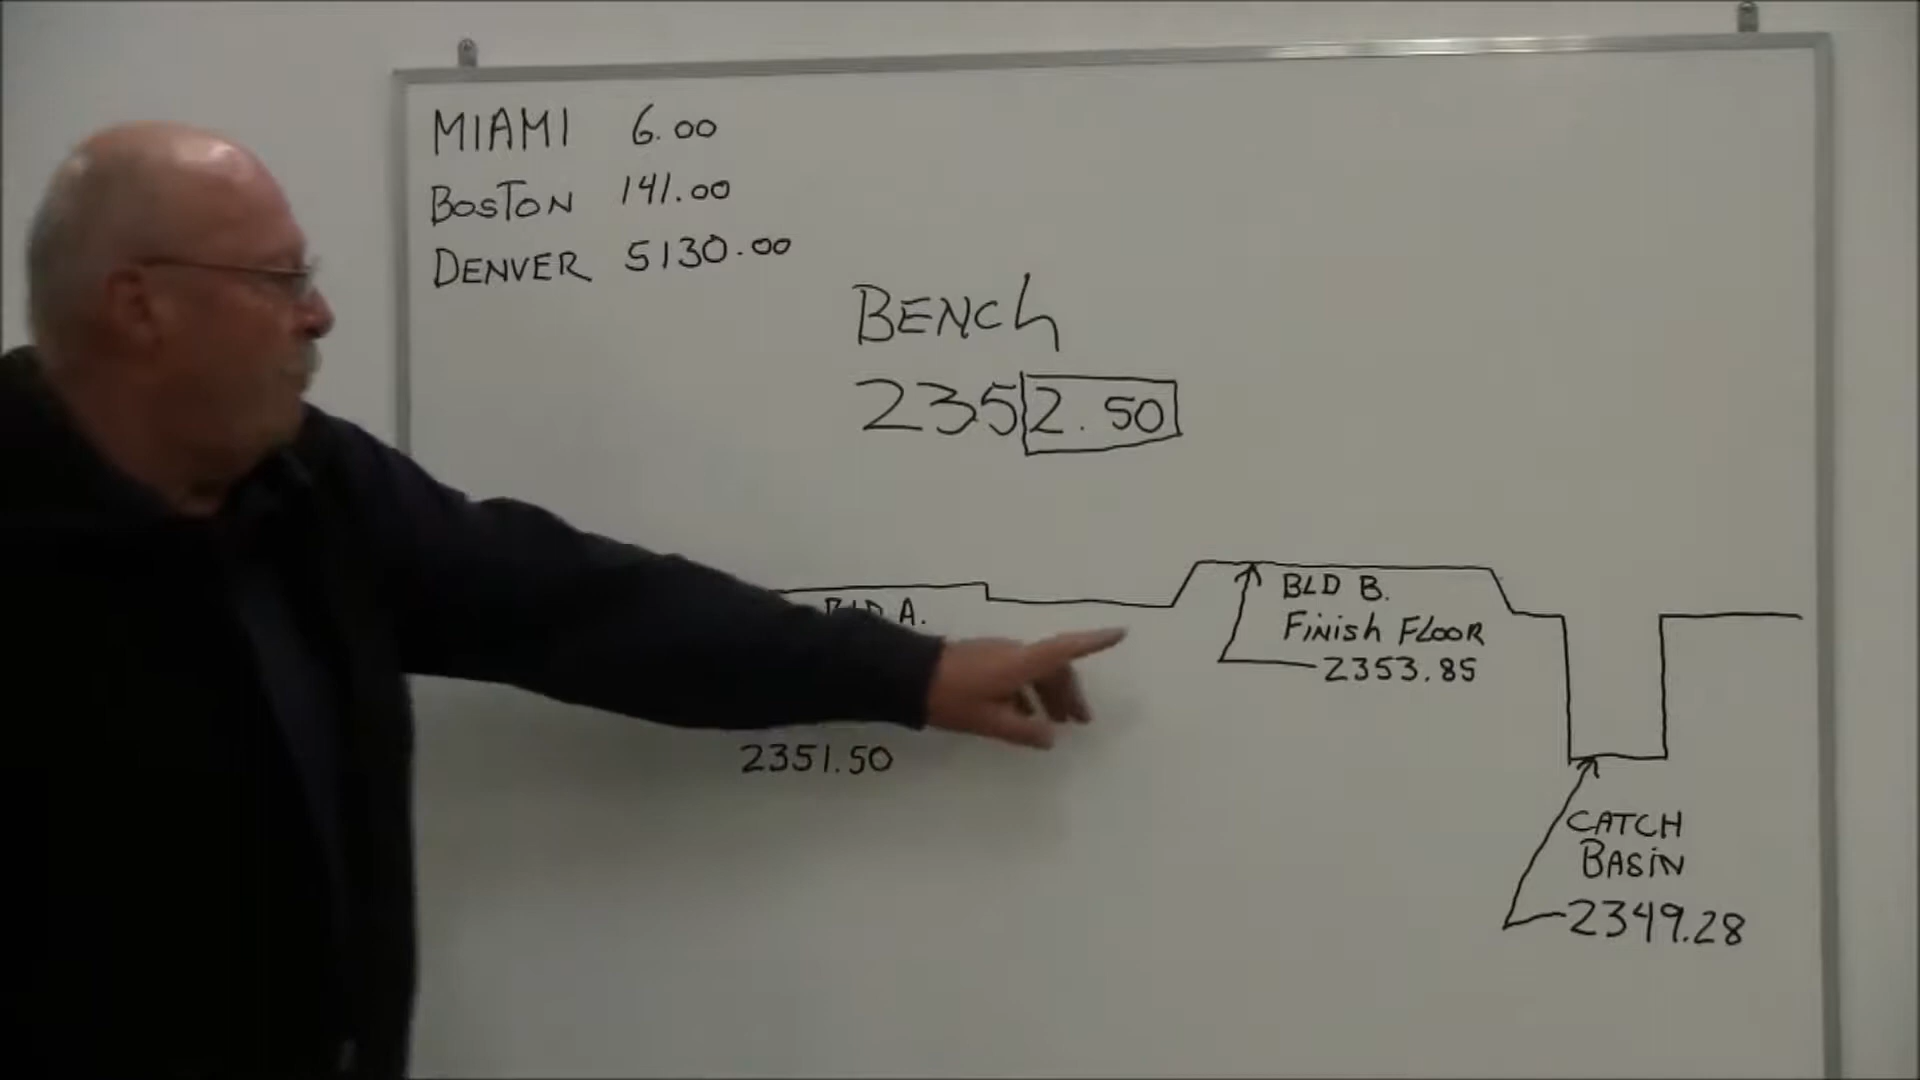 MIAMI 6.00
BOSTON 141.00
DENVER 5130.00
BENCh
2352.50
A.
2351.50
BLD B.
FiNiSh FLOOR
2353.85
CATCH
BASiN
2349.28